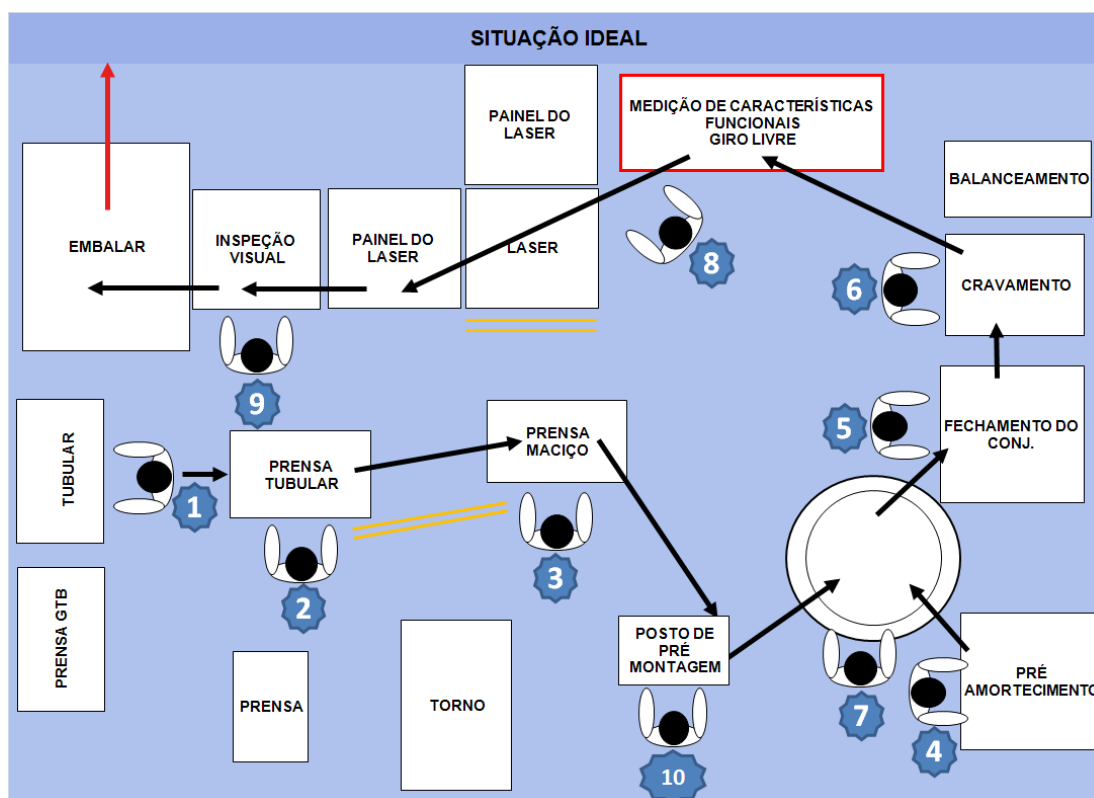 SITUAÇÃO IDEAL
PAINEL DO
LASER
MEDIÇÃO DE CARACTERÍSTICAS
FUNCIONAIS
GIRO LIVRE
BALANCEAMENTO
EMBALAR
INSPEÇÃO
VISUAL
PAINEL DO
LASER
LASER
8
6
CRAVAMENTO
9
5
FECHAMENTO DO
CONJ.
TUBULAR
1
PRENSA
TUBULAR
PRENSA
MACIÇO
2
3
PRENSA GTB
PRENSA
TORNO
POSTO DE
PRÉ
MONTAGEM
10
7
4
PRÉ
AMORTECIMENTO